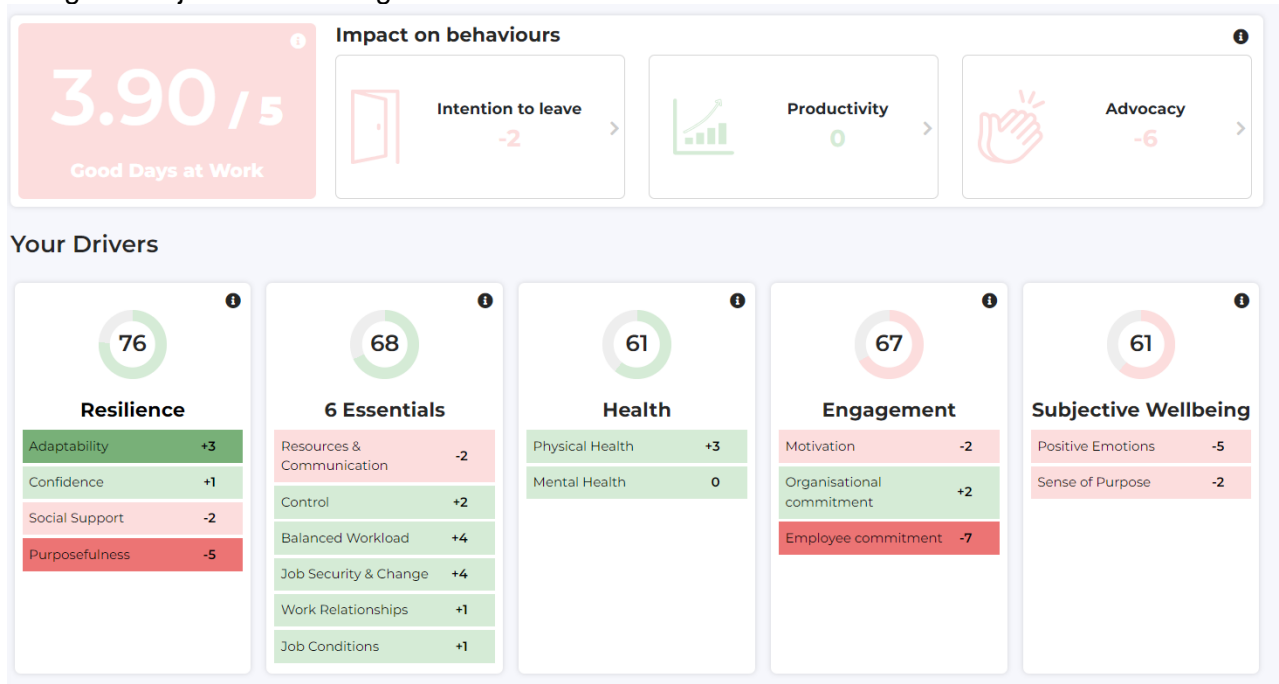 Impact on behaviours
3.90 / 5
Good Days at Work
Intention to leave
-2
Productivity
0
Advocacy
-6
Your Drivers
76
Resilience
Adaptability +3
Confidence +1
Social Support -2
Purposefulness -5
68
6 Essentials
Resources &
Communication -2
Control +2
Balanced Workload +4
Job Security & Change +4
Work Relationships +1
Job Conditions +1
61
Health
Physical Health +3
Mental Health 0
67
Engagement
Motivation -2
Organisational
commitment +2
Employee commitment -7
61
Subjective Wellbeing
Positive Emotions -5
Sense of Purpose -2